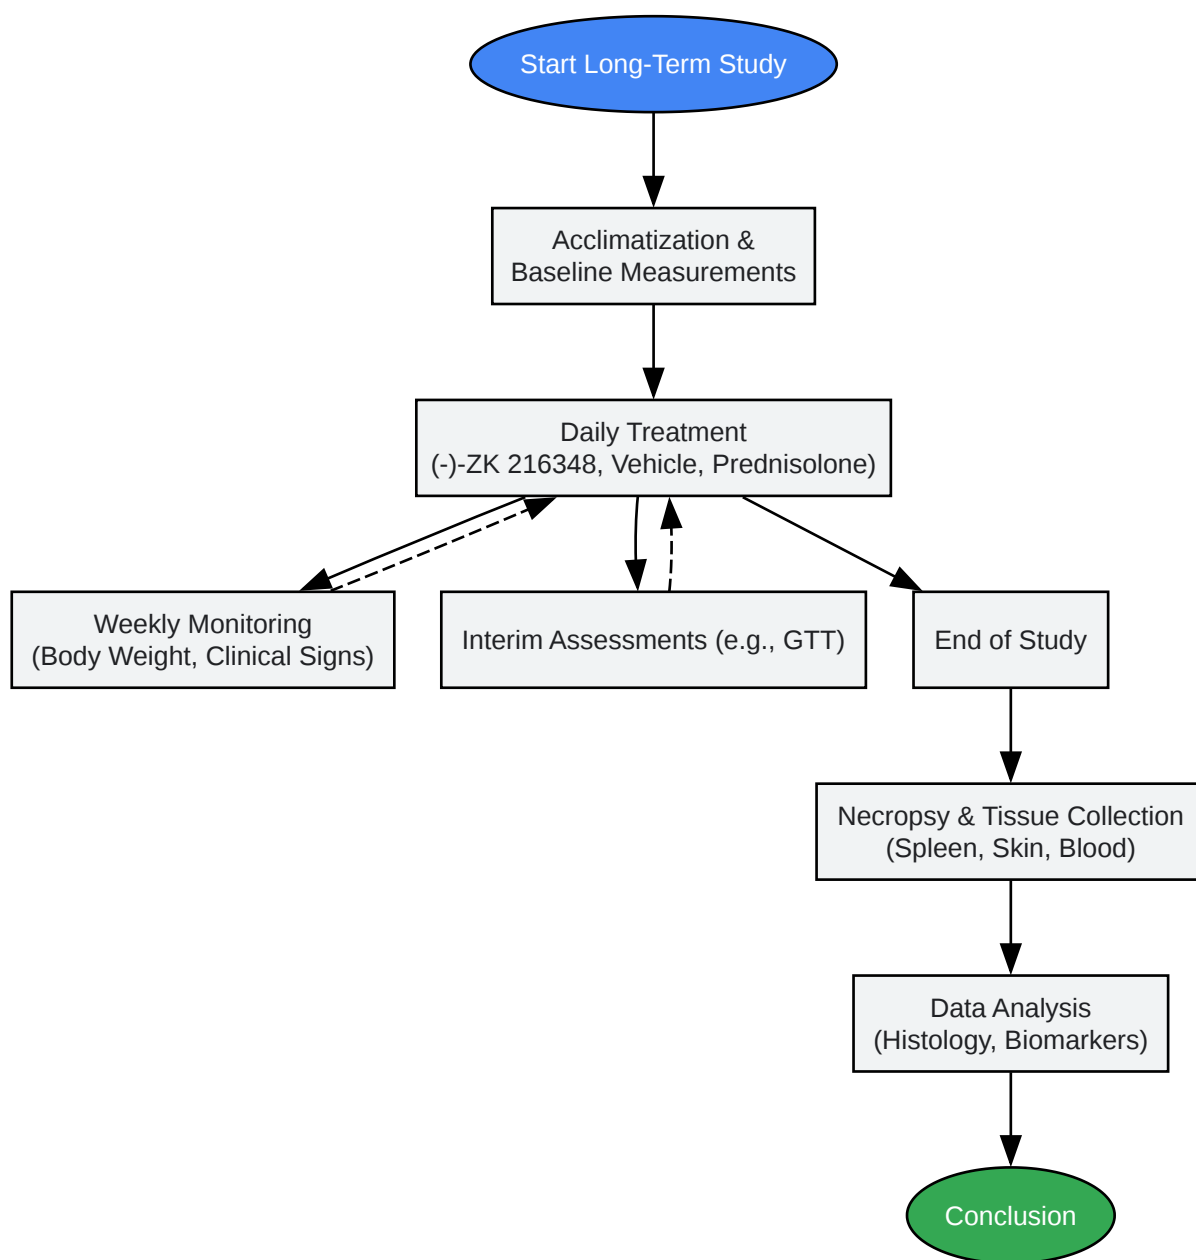 Start Long-Term Study
Acclimatization &
Baseline Measurements
Daily Treatment
(-)-ZK 216348, Vehicle, Prednisolone)
Weekly Monitoring
(Body Weight, Clinical Signs)
Interim Assessments (e.g., GTT)
End of Study
Necropsy & Tissue Collection
(Spleen, Skin, Blood)
Data Analysis
(Histology, Biomarkers)
Conclusion